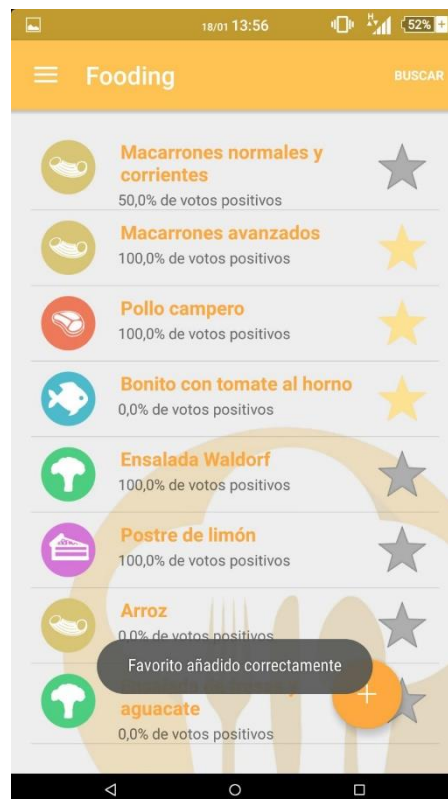 18/01 13:56
H
52%
Fooding
BUSCAR
Macarrones normales y
corrientes
50,0% de votos positivos
Macarrones avanzados
100,0% de votos positivos
Pollo campero
100,0% de votos positivos
Bonito con tomate al horno
0,0% de votos positivos
Ensalada Waldorf
100,0% de votos positivos
Postre de limón
100,0% de votos positivos
Arroz
0,0% de votos positivos
Favorito añadido correctamente
aguacate
0,0% de votos positivos